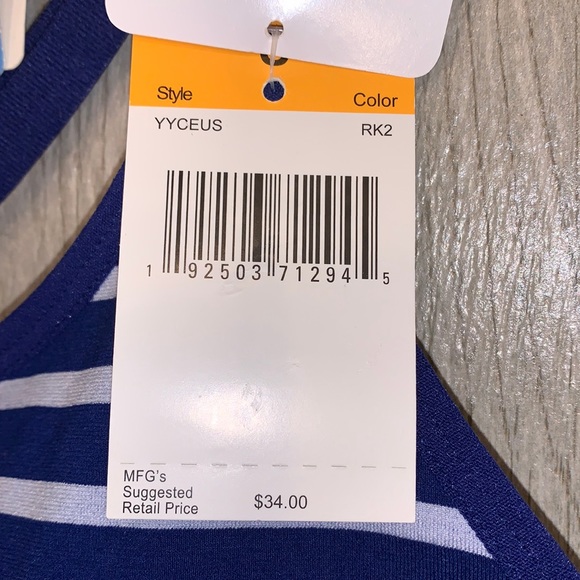 Style Color
YYCEUS RK2
1 92503 71294 5
MFG's
Suggested
Retail Price $34.00